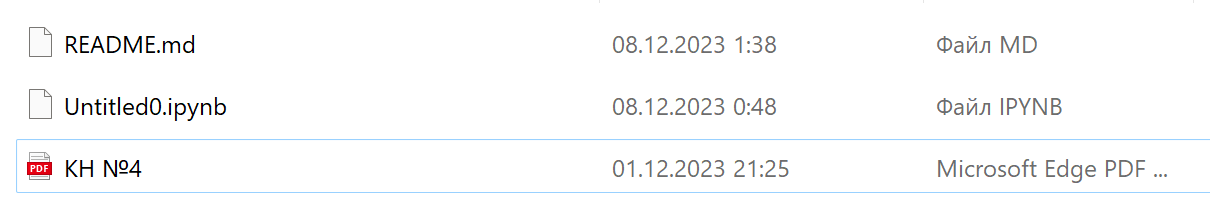 README.md 08.12.2023 1:38 Файл MD
Untitled0.ipynb 08.12.2023 0:48 Файл IPYNB
PDF КН №4 01.12.2023 21:25 Microsoft Edge PDF ...